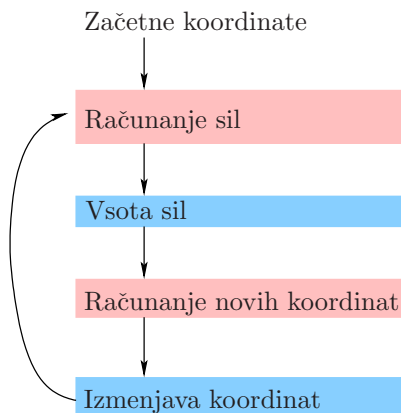 Začetne koordinate
Računanje sil
Vsota sil
Računanje novih koordinat
Izmenjava koordinat